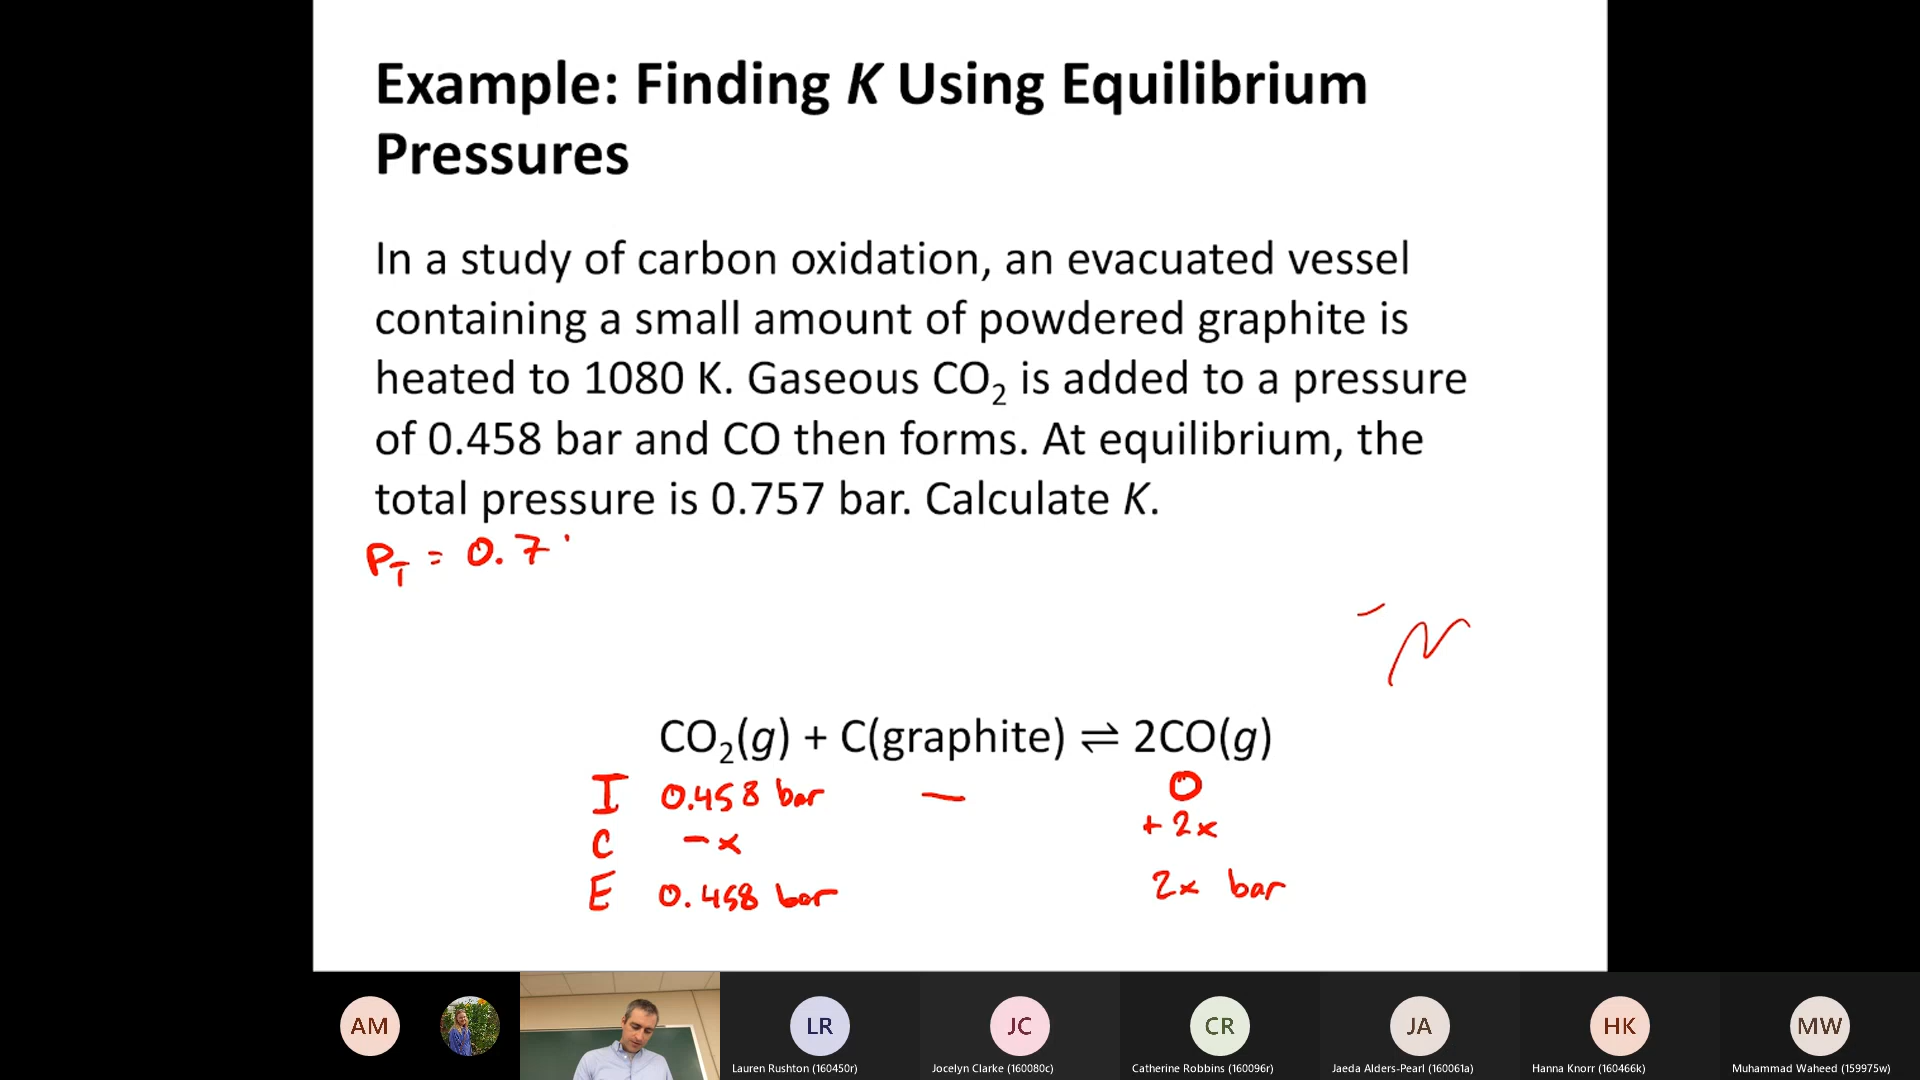 Example: Finding K Using Equilibrium
Pressures
In a study of carbon oxidation, an evacuated vessel
containing a small amount of powdered graphite is
heated to 1080 K. Gaseous CO₂ is added to a pressure
of 0.458 bar and CO then forms. At equilibrium, the
total pressure is 0.757 bar. Calculate K.
P_T = 0.7
CO₂(g) + C(graphite) ⇌ 2CO(g)
I 0.458 bar — 0
C -x +2x
E 0.458 bar 2x bar
AM LR JC CR JA HK MW
Lauren Rushton (160450r) Jocelyn Clarke (160080c) Catherine Robbins (160096r) Jaeda Alders-Pearl (160061a) Hanna Knorr (160466k) Muhammad Waheed (159975w)